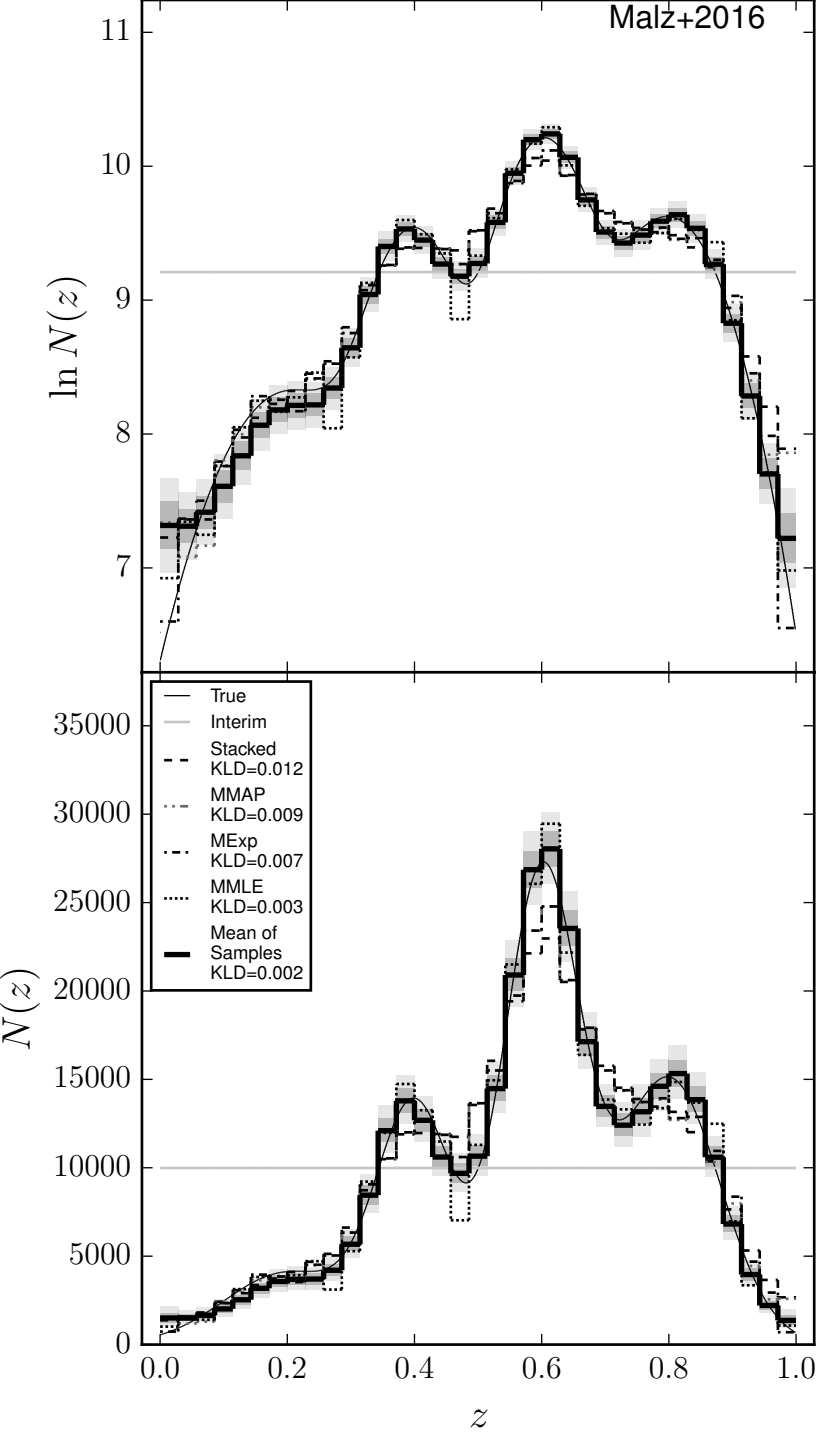 Malz+2016
11
10
9
8
7
ln N(z)
True
Interim
Stacked
KLD=0.012
MMAP
KLD=0.009
MExp
KLD=0.007
MMLE
KLD=0.003
Mean of
Samples
KLD=0.002
35000
30000
25000
20000
15000
10000
5000
0
N(z)
0.0 0.2 0.4 0.6 0.8 1.0
z